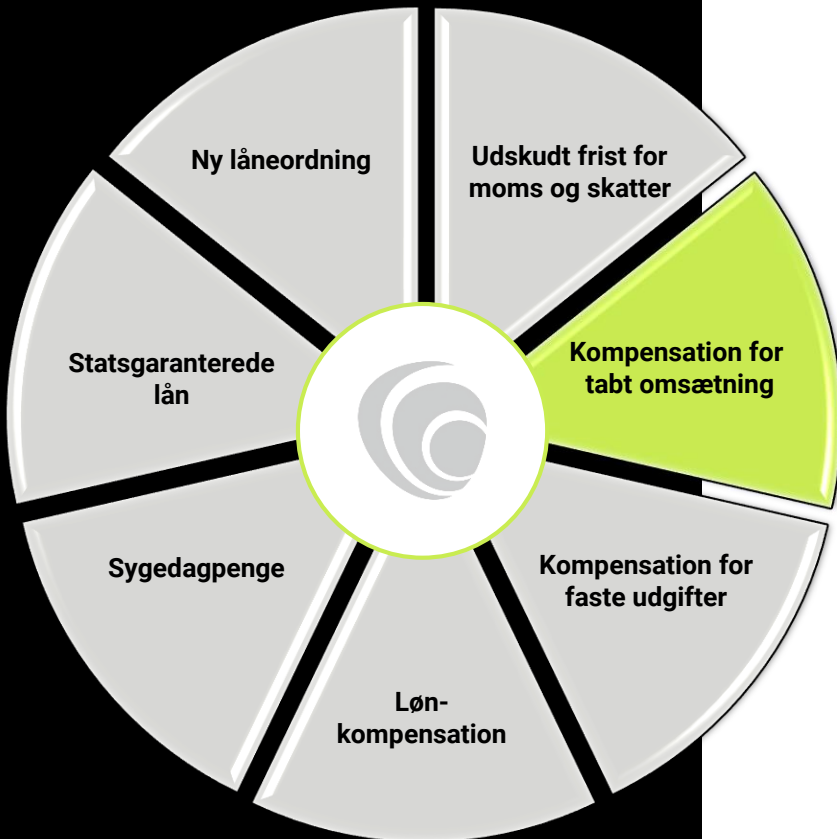 Ny låneordning
Udskudt frist for
moms og skatter
Kompensation for
tabt omsætning
Statsgaranterede
lån
Kompensation for
faste udgifter
Sygedagpenge
Løn-
kompensation